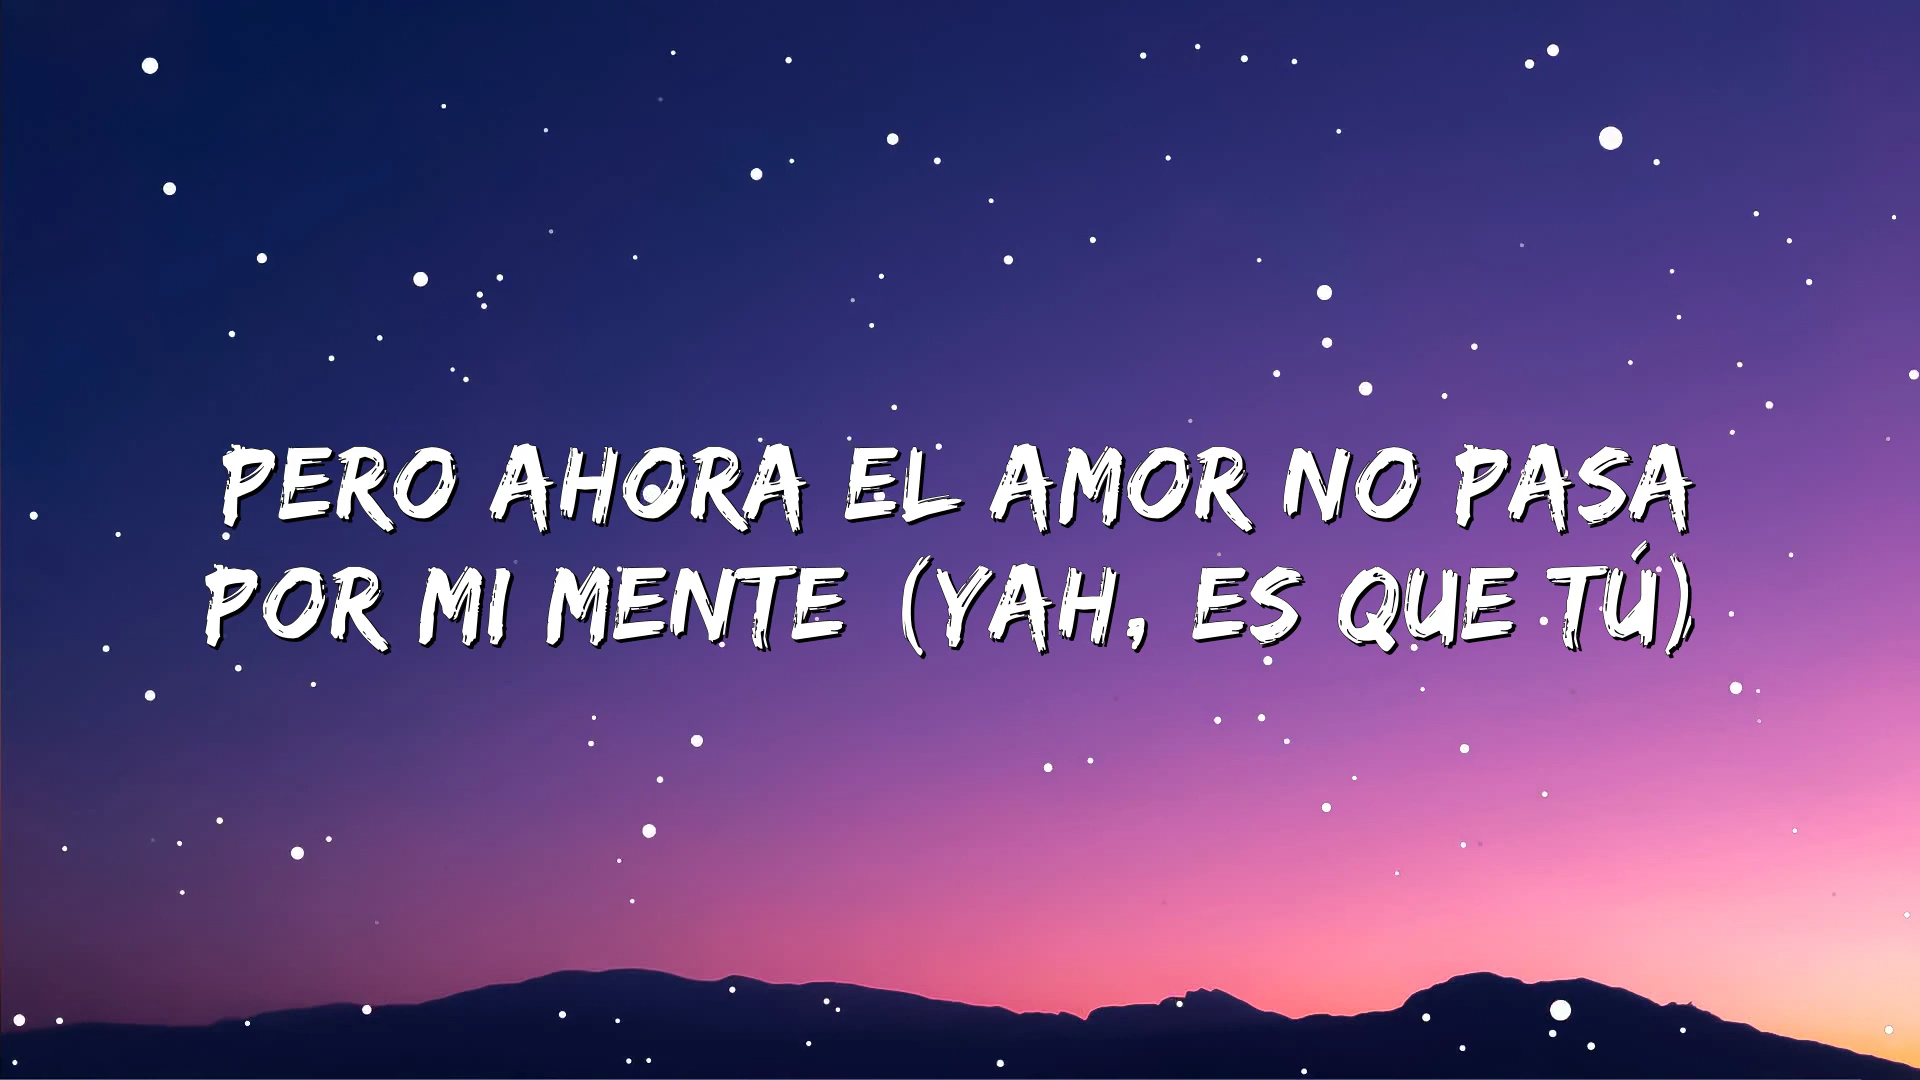 PERO AHORA EL AMOR NO PASA
POR MI MENTE (YAH, ES QUE TÚ)